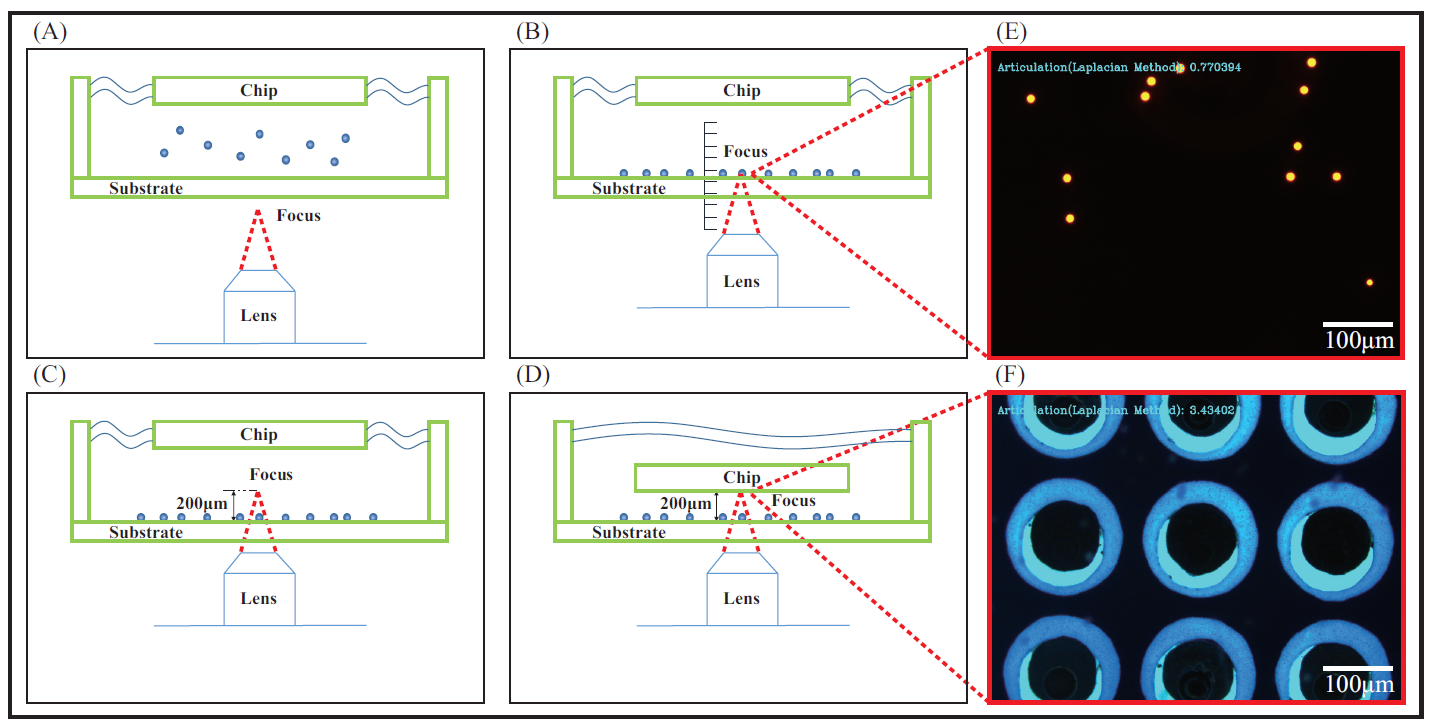 (A)
Chip
Substrate
Focus
Lens
(B)
Chip
Focus
Substrate
Lens
(E)
Articulation(Laplacian Method): 0.770394
100μm
(C)
Chip
Focus
200μm
Substrate
Lens
(D)
Chip
200μm
Focus
Substrate
Lens
(F)
Articulation(Laplacian Method): 3.43402
100μm